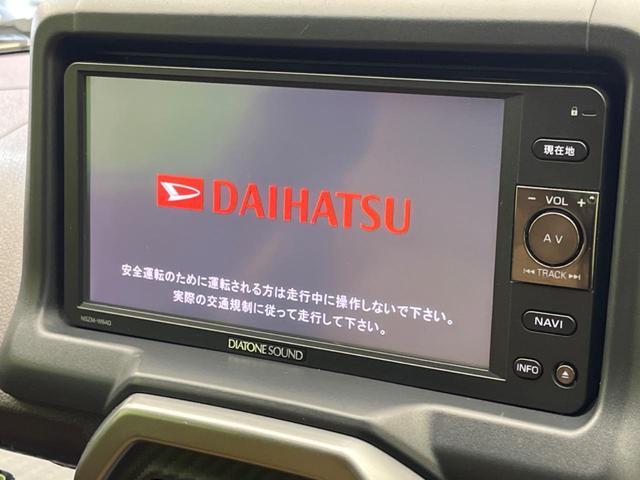 DAIHATSU
安全運転のために運転される方は走行中に操作しないで下さい。
実際の交通規制に従って走行して下さい。
NSZM-W64D
DIATONE SOUND
現在地
− VOL +
AV
TRACK
NAVI
INFO